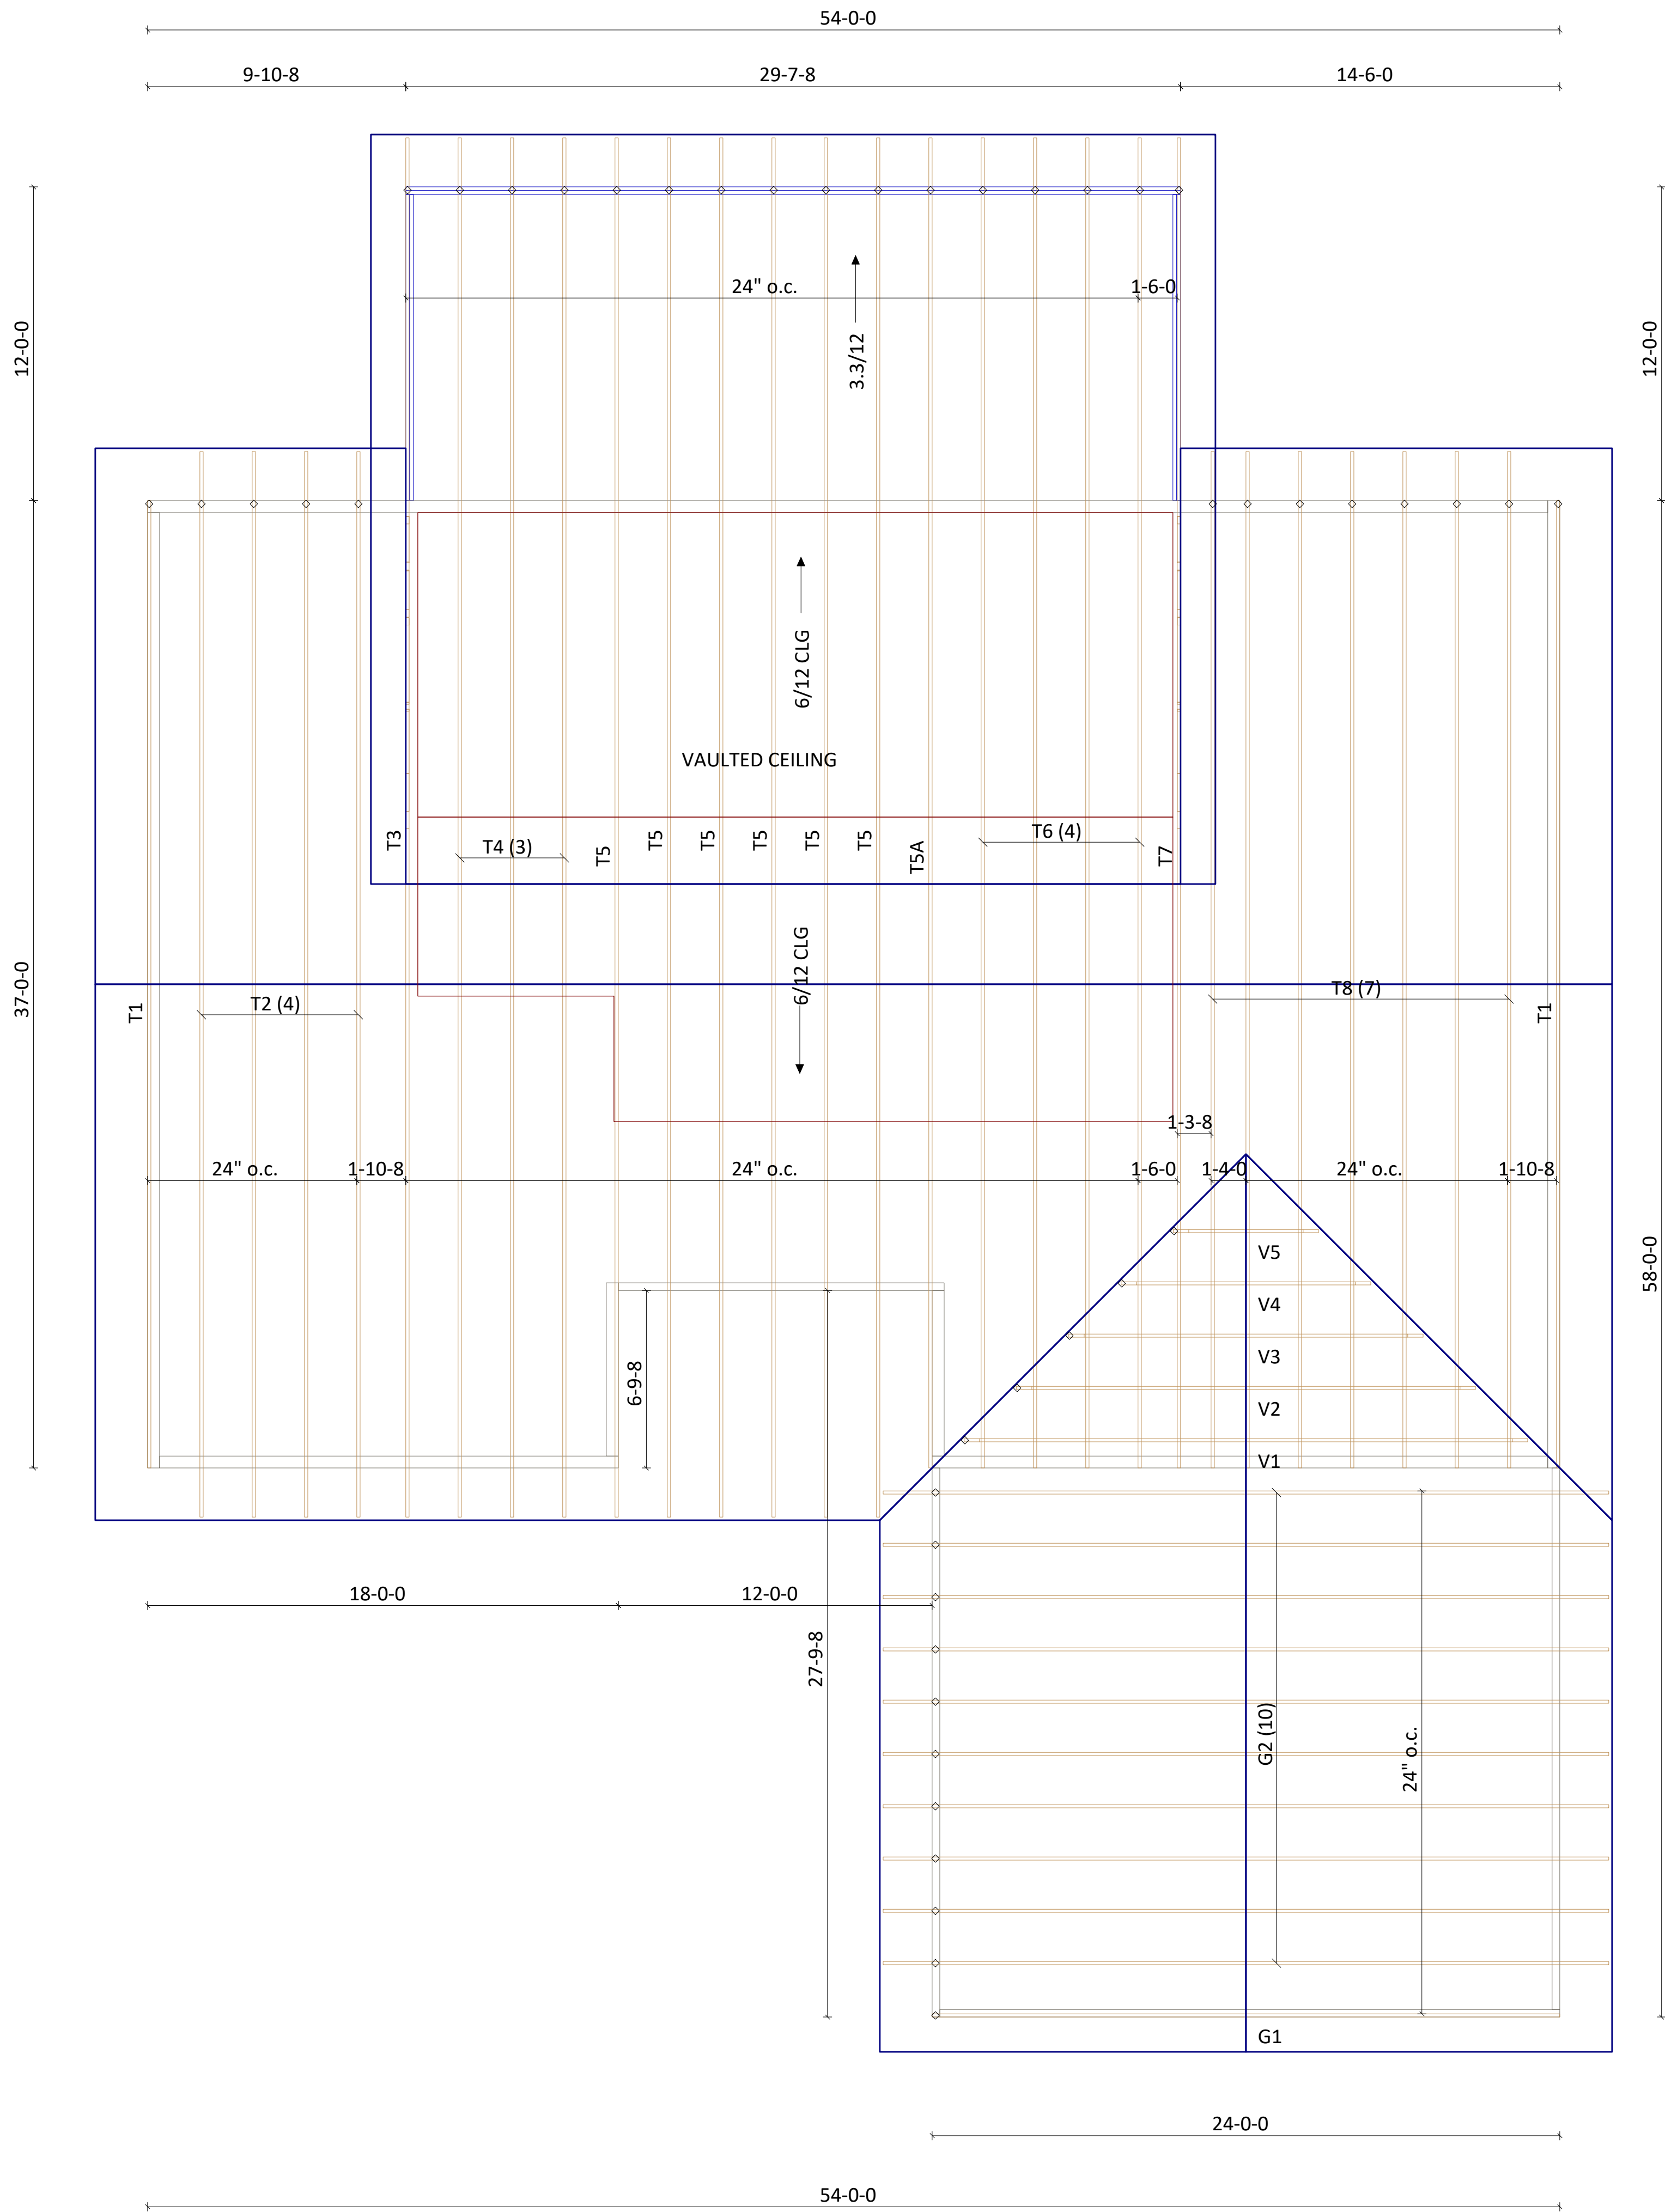 54-0-0
9-10-8
29-7-8
14-6-0
24" o.c.
1-6-0
12-0-0
3.3/12
12-0-0
6/12 CLG
VAULTED CEILING
T3
T4 (3)
T5
T5
T5
T5
T5
T5
T5A
T6 (4)
T7
6/12 CLG
37-0-0
T1
T2 (4)
T8 (7)
T1
1-3-8
24" o.c.
1-10-8
24" o.c.
1-6-0
1-4-0
24" o.c.
1-10-8
58-0-0
V5
V4
V3
V2
V1
6-9-8
18-0-0
12-0-0
27-9-8
G2 (10)
24" o.c.
G1
24-0-0
54-0-0